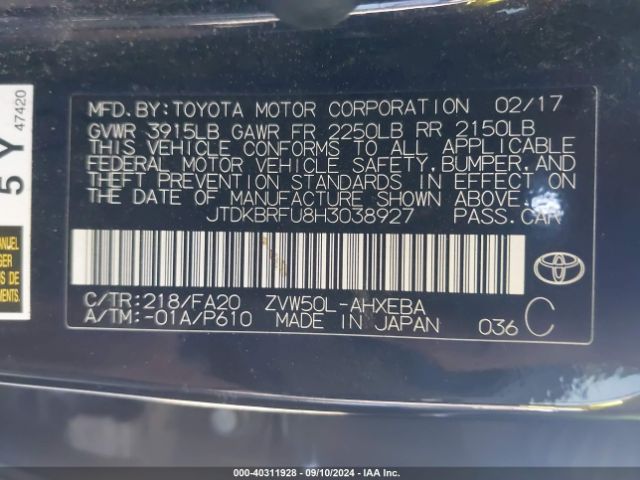 MFD. BY: TOYOTA MOTOR CORPORATION 02/17
GVWR 3915LB GAWR FR 2250LB RR 2150LB
THIS VEHICLE CONFORMS TO ALL APPLICABLE
FEDERAL MOTOR VEHICLE SAFETY, BUMPER, AND
THEFT PREVENTION STANDARDS IN EFFECT ON
THE DATE OF MANUFACTURE SHOWN ABOVE.
JTDKBRFU8H3038927 PASS. CAR
C/TR: 218/FA20 ZVW50L-AHXEBA
A/TM: -01A/P610 MADE IN JAPAN 036 C
5 Y
47420
MANUEL
000-40311928 - 09/10/2024 - IAA Inc.